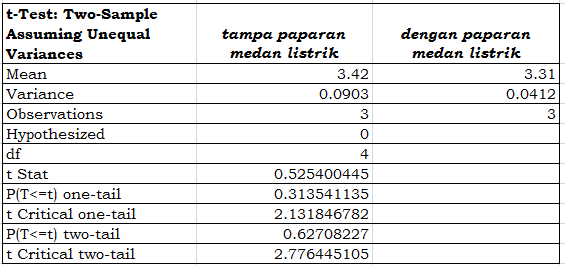 t-Test: Two-Sample
Assuming Unequal
Variances
tampa paparan
medan listrik
dengan paparan
medan listrik
Mean 3.42 3.31
Variance 0.0903 0.0412
Observations 3 3
Hypothesized 0
df 4
t Stat 0.525400445
P(T<=t) one-tail 0.313541135
t Critical one-tail 2.131846782
P(T<=t) two-tail 0.62708227
t Critical two-tail 2.776445105